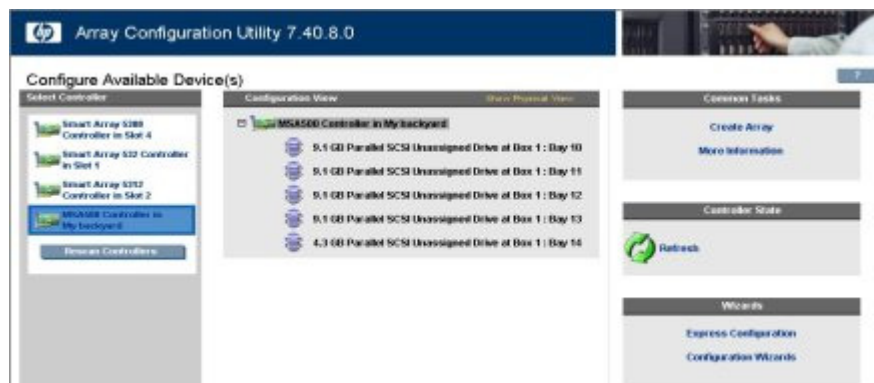 hp
Array Configuration Utility 7.40.8.0
Configure Available Device(s)
?
Select Controller
Smart Array
Controller in Slot 4
Smart Array 532 Controller
in Slot 1
Smart Array
Controller in Slot 2
MSA500 Controller in
My backyard
Rescan Controllers
Configuration View
Show Physical View
MSA500 Controller in My backyard
9.1 GB Parallel SCSI Unassigned Drive at Box 1 : Bay 10
9.1 GB Parallel SCSI Unassigned Drive at Box 1 : Bay 11
9.1 GB Parallel SCSI Unassigned Drive at Box 1 : Bay 12
9.1 GB Parallel SCSI Unassigned Drive at Box 1 : Bay 13
4.3 GB Parallel SCSI Unassigned Drive at Box 1 : Bay 14
Common Tasks
Create Array
More Information
Controller State
Refresh
Wizards
Express Configuration
Configuration Wizards